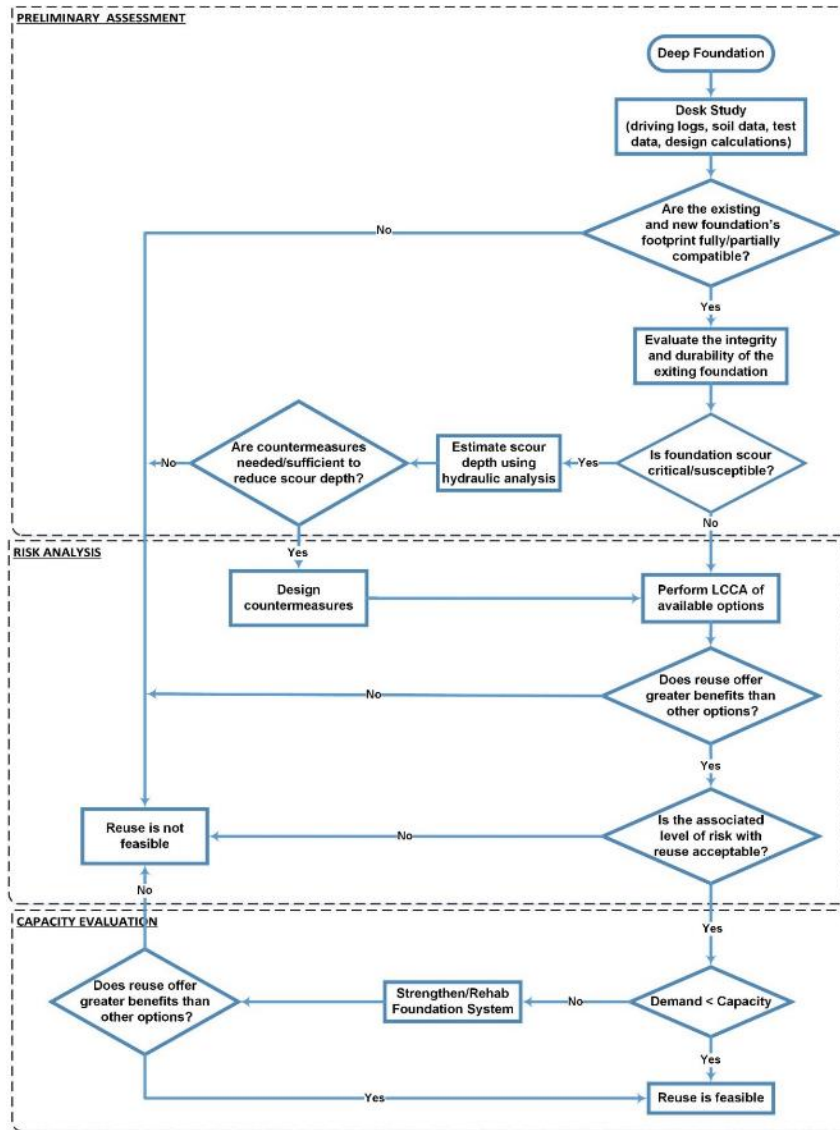 PRELIMINARY ASSESSMENT
Deep Foundation
Desk Study
(driving logs, soil data, test
data, design calculations)
Are the existing
and new foundation's
footprint fully/partially
compatible?
No
Yes
Evaluate the integrity
and durability of the
exiting foundation
Is foundation scour
critical/susceptible?
Yes
Estimate scour
depth using
hydraulic analysis
Are countermeasures
needed/sufficient to
reduce scour depth?
No
Yes
No
RISK ANALYSIS
Design
countermeasures
Perform LCCA of
available options
Does reuse offer
greater benefits than
other options?
No
Yes
Is the associated
level of risk with
reuse acceptable?
No
Reuse is not
feasible
No
Yes
CAPACITY EVALUATION
Demand < Capacity
No
Strengthen/Rehab
Foundation System
Does reuse offer
greater benefits than
other options?
Yes
Yes
Reuse is feasible